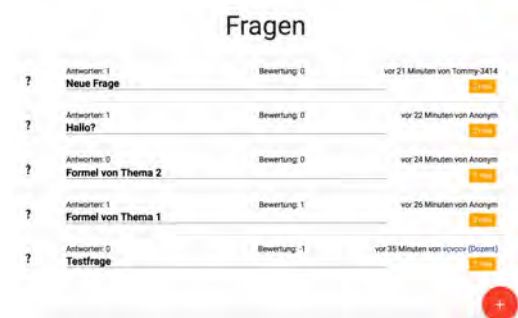 Fragen
Antworten: 1 Bewertung: 0 vor 21 Minuten von Tommy-3414
? Neue Frage
Antworten: 1 Bewertung: 0 vor 22 Minuten von Anonym
? Hallo?
Antworten: 0 Bewertung: 0 vor 24 Minuten von Anonym
? Formel von Thema 2
Antworten: 1 Bewertung: 1 vor 26 Minuten von Anonym
? Formel von Thema 1
Antworten: 0 Bewertung: -1 vor 35 Minuten von (Dozent)
? Testfrage
+